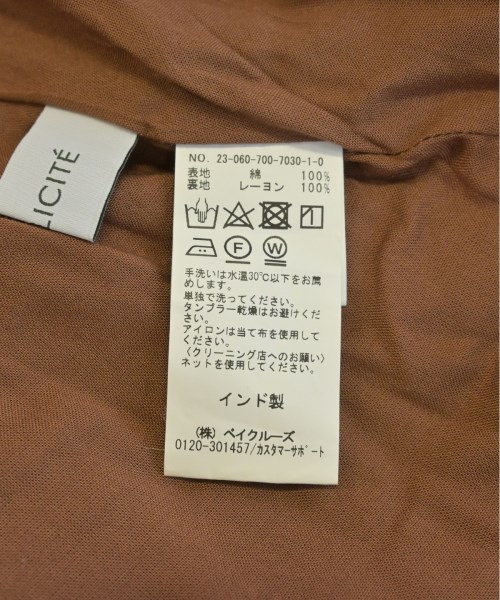 LICITÉ
NO. 23-060-700-7030-1-0
表地 綿 100%
裏地 レーヨン 100%
F W
手洗いは水温30℃以下をお薦
めします。
単独で洗ってください。
タンブラー乾燥はお避けくだ
さい。
アイロンは当て布を使用して
ください。
〈クリーニング店へのお願い〉
ネットを使用してください。
インド製
(株) ベイクルーズ
0120-301457/カスタマーサポート